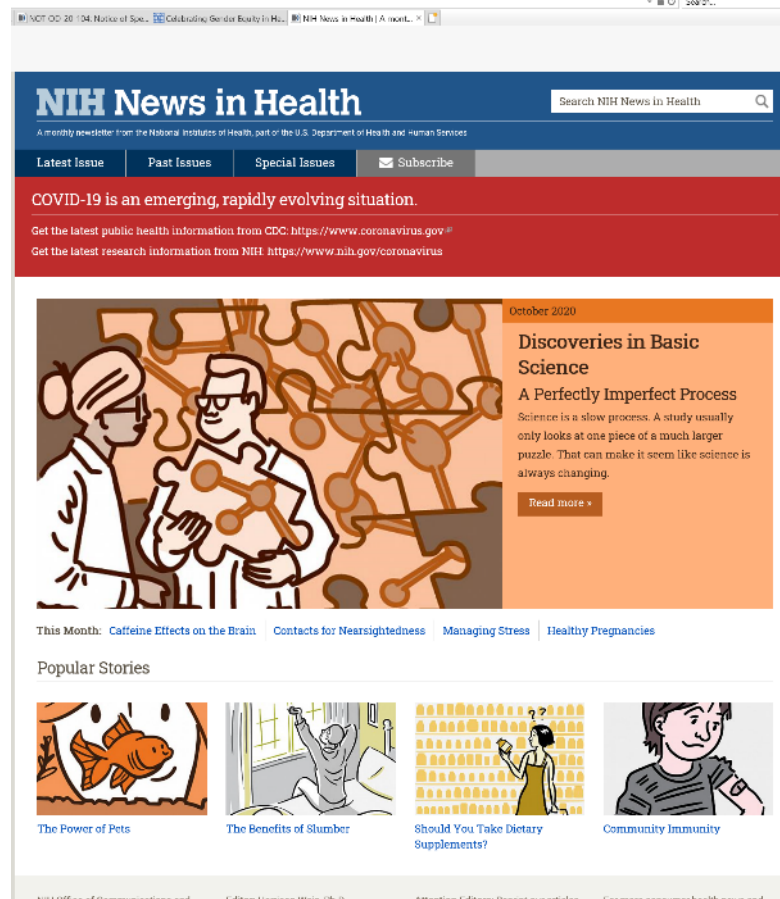 Search...
NOT-OD-20-104: Notice of Spe...
Celebrating Gender Equity in He...
NIH News in Health | A mont...
NIH News in Health
Search NIH News in Health
A monthly newsletter from the National Institutes of Health, part of the U.S. Department of Health and Human Services
Latest Issue
Past Issues
Special Issues
Subscribe
COVID-19 is an emerging, rapidly evolving situation.
Get the latest public health information from CDC: https://www.coronavirus.gov
Get the latest research information from NIH: https://www.nih.gov/coronavirus
October 2020
Discoveries in Basic
Science
A Perfectly Imperfect Process
Science is a slow process. A study usually
only looks at one piece of a much larger
puzzle. That can make it seem like science is
always changing.
Read more »
This Month: Caffeine Effects on the Brain Contacts for Nearsightedness Managing Stress Healthy Pregnancies
Popular Stories
??
The Power of Pets
The Benefits of Slumber
Should You Take Dietary
Supplements?
Community Immunity